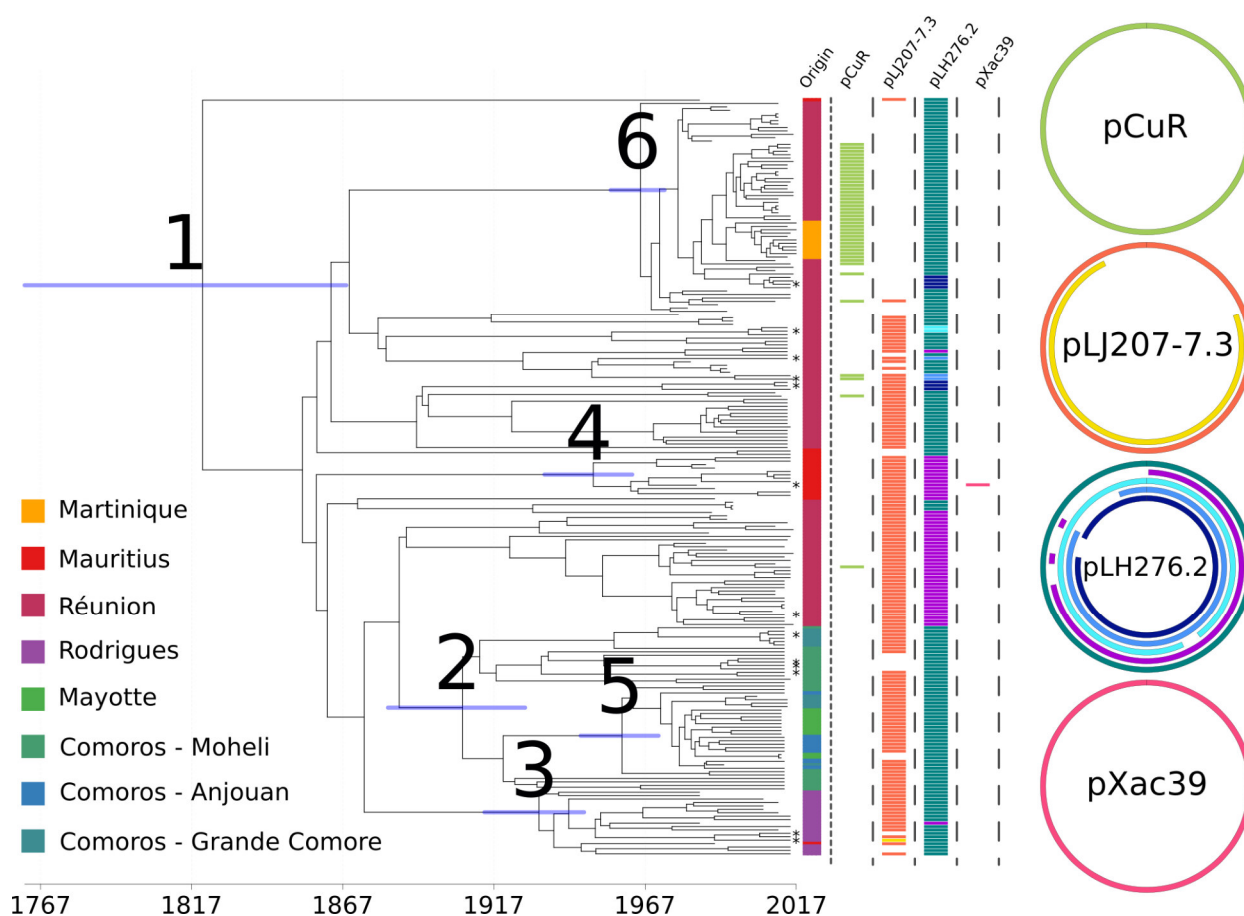 Origin
pCuR
pLJ207-7.3
pLH276.2
pXac39
pCuR
6
1
*
*
pLJ207-7.3
*
*
*
4
*
Martinique
Mauritius
pLH276.2
Réunion
*
Rodrigues
2
*
5
*
*
*
Mayotte
Comoros - Moheli
3
pXac39
Comoros - Anjouan
Comoros - Grande Comore
*
*
1767 1817 1867 1917 1967 2017